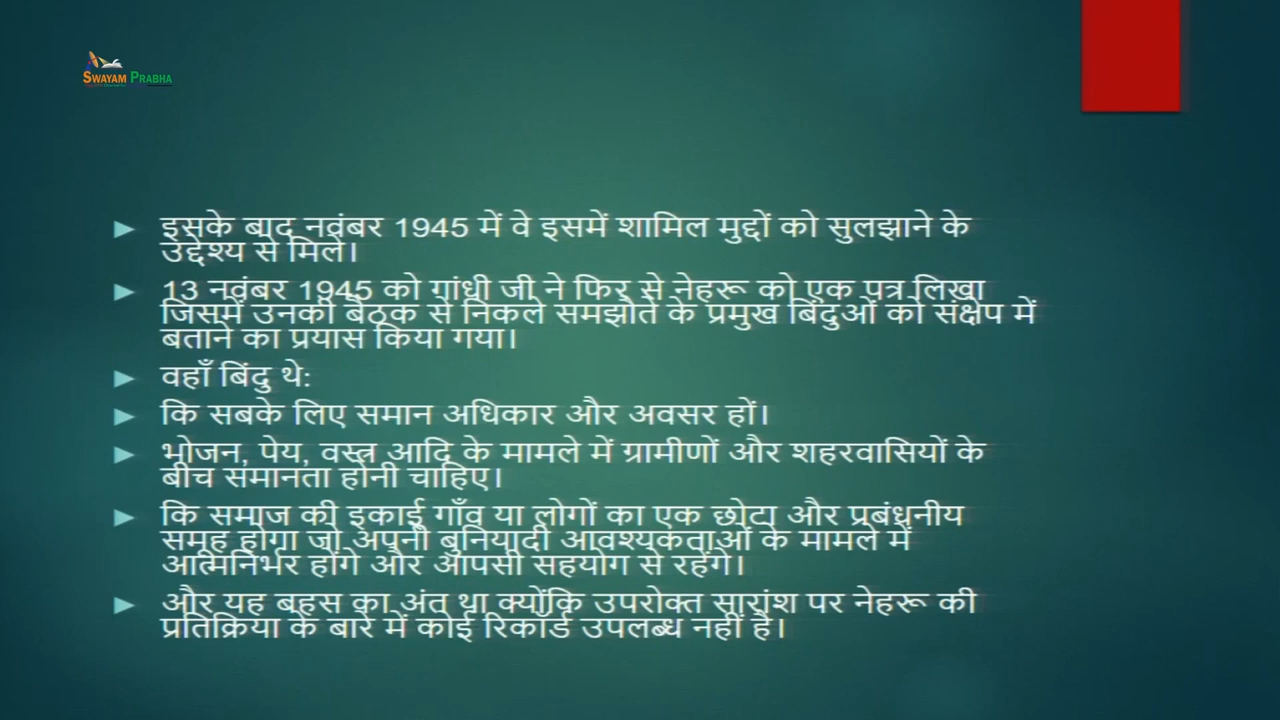 SWAYAM PRABHA
इसके बाद नवंबर 1945 में वे इसमें शामिल मुद्दों को सुलझाने के
उद्देश्य से मिले।
13 नवंबर 1945 को गांधी जी ने फिर से नेहरू को एक पत्र लिखा
जिसमें उनकी बैठक से निकले समझौते के प्रमुख बिंदुओं को संक्षेप में
बताने का प्रयास किया गया।
वहाँ बिंदु थे:
कि सबके लिए समान अधिकार और अवसर हों।
भोजन, पेय, वस्त्र आदि के मामले में ग्रामीणों और शहरवासियों के
बीच समानता होनी चाहिए।
कि समाज की इकाई गाँव या लोगों का एक छोटा और प्रबंधनीय
समूह होगा जो अपनी बुनियादी आवश्यकताओं के मामले में
आत्मनिर्भर होंगे और आपसी सहयोग से रहेंगे।
और यह बहस का अंत था क्योंकि उपरोक्त सारांश पर नेहरू की
प्रतिक्रिया के बारे में कोई रिकॉर्ड उपलब्ध नहीं है।